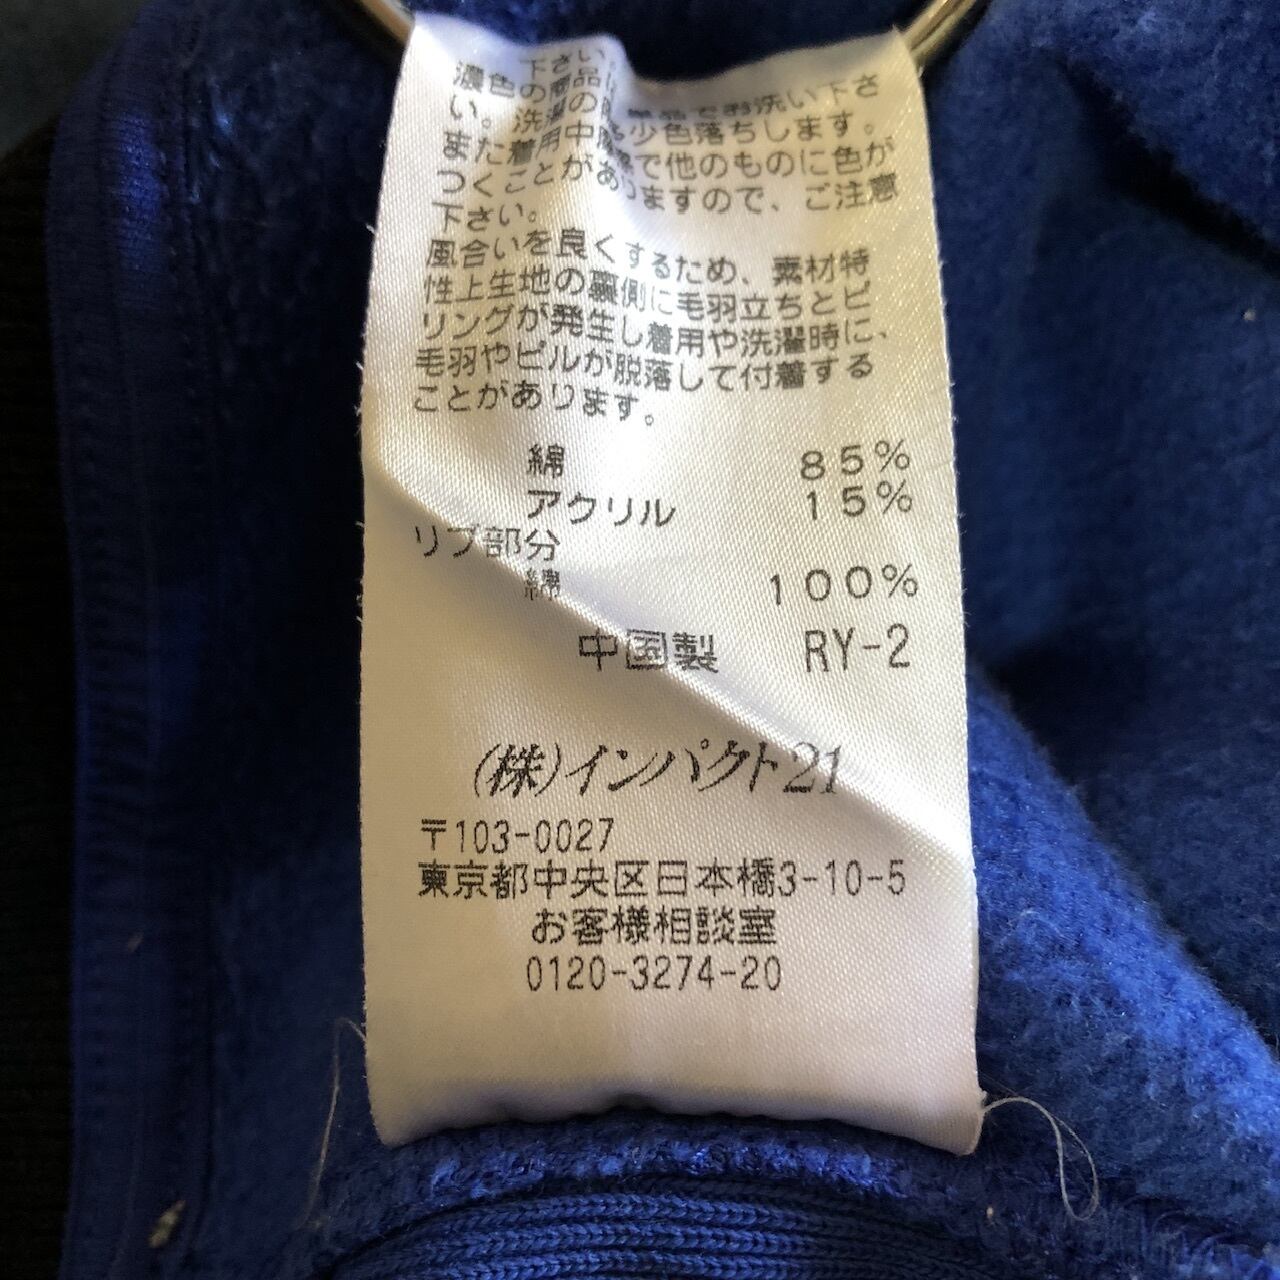 下さい
濃色の商品は 単品でお洗い下さ
い。洗濯の際 多少色落ちします。
また着用中摩擦で他のものに色が
つくことがありますので、ご注意
下さい。
風合いを良くするため、素材特
性上生地の裏側に毛羽立ちとピ
リングが発生し着用や洗濯時に、
毛羽やピルが脱落して付着する
ことがあります。
綿 85%
アクリル 15%
リブ部分
綿 100%
中国製 RY-2
(株)インパクト21
〒103-0027
東京都中央区日本橋3-10-5
お客様相談室
0120-3274-20